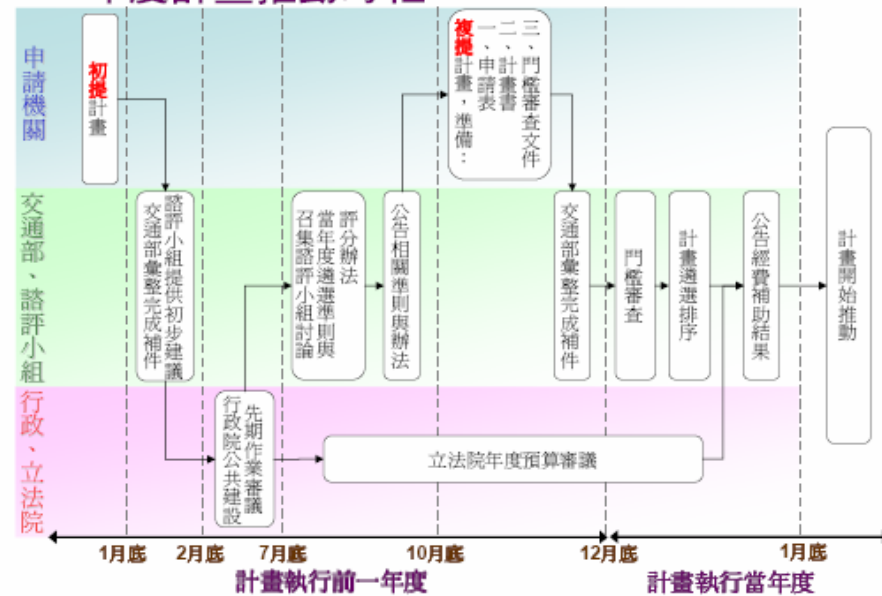 申請機關
初提計畫
複提計畫，準備：
一、申請表
二、計畫書
三、門檻審查文件
交通部、諮評小組
交通部彙整完成補件
諮評小組提供初步建議
召集諮評小組討論
當年度遴選準則與
評分辦法
公告相關準則與辦法
交通部彙整完成補件
門檻審查
計畫遴選排序
公告經費補助結果
計畫開始推動
行政、立法院
行政院公共建設
先期作業審議
立法院年度預算審議
1月底
2月底
7月底
10月底
12月底
1月底
計畫執行前一年度
計畫執行當年度